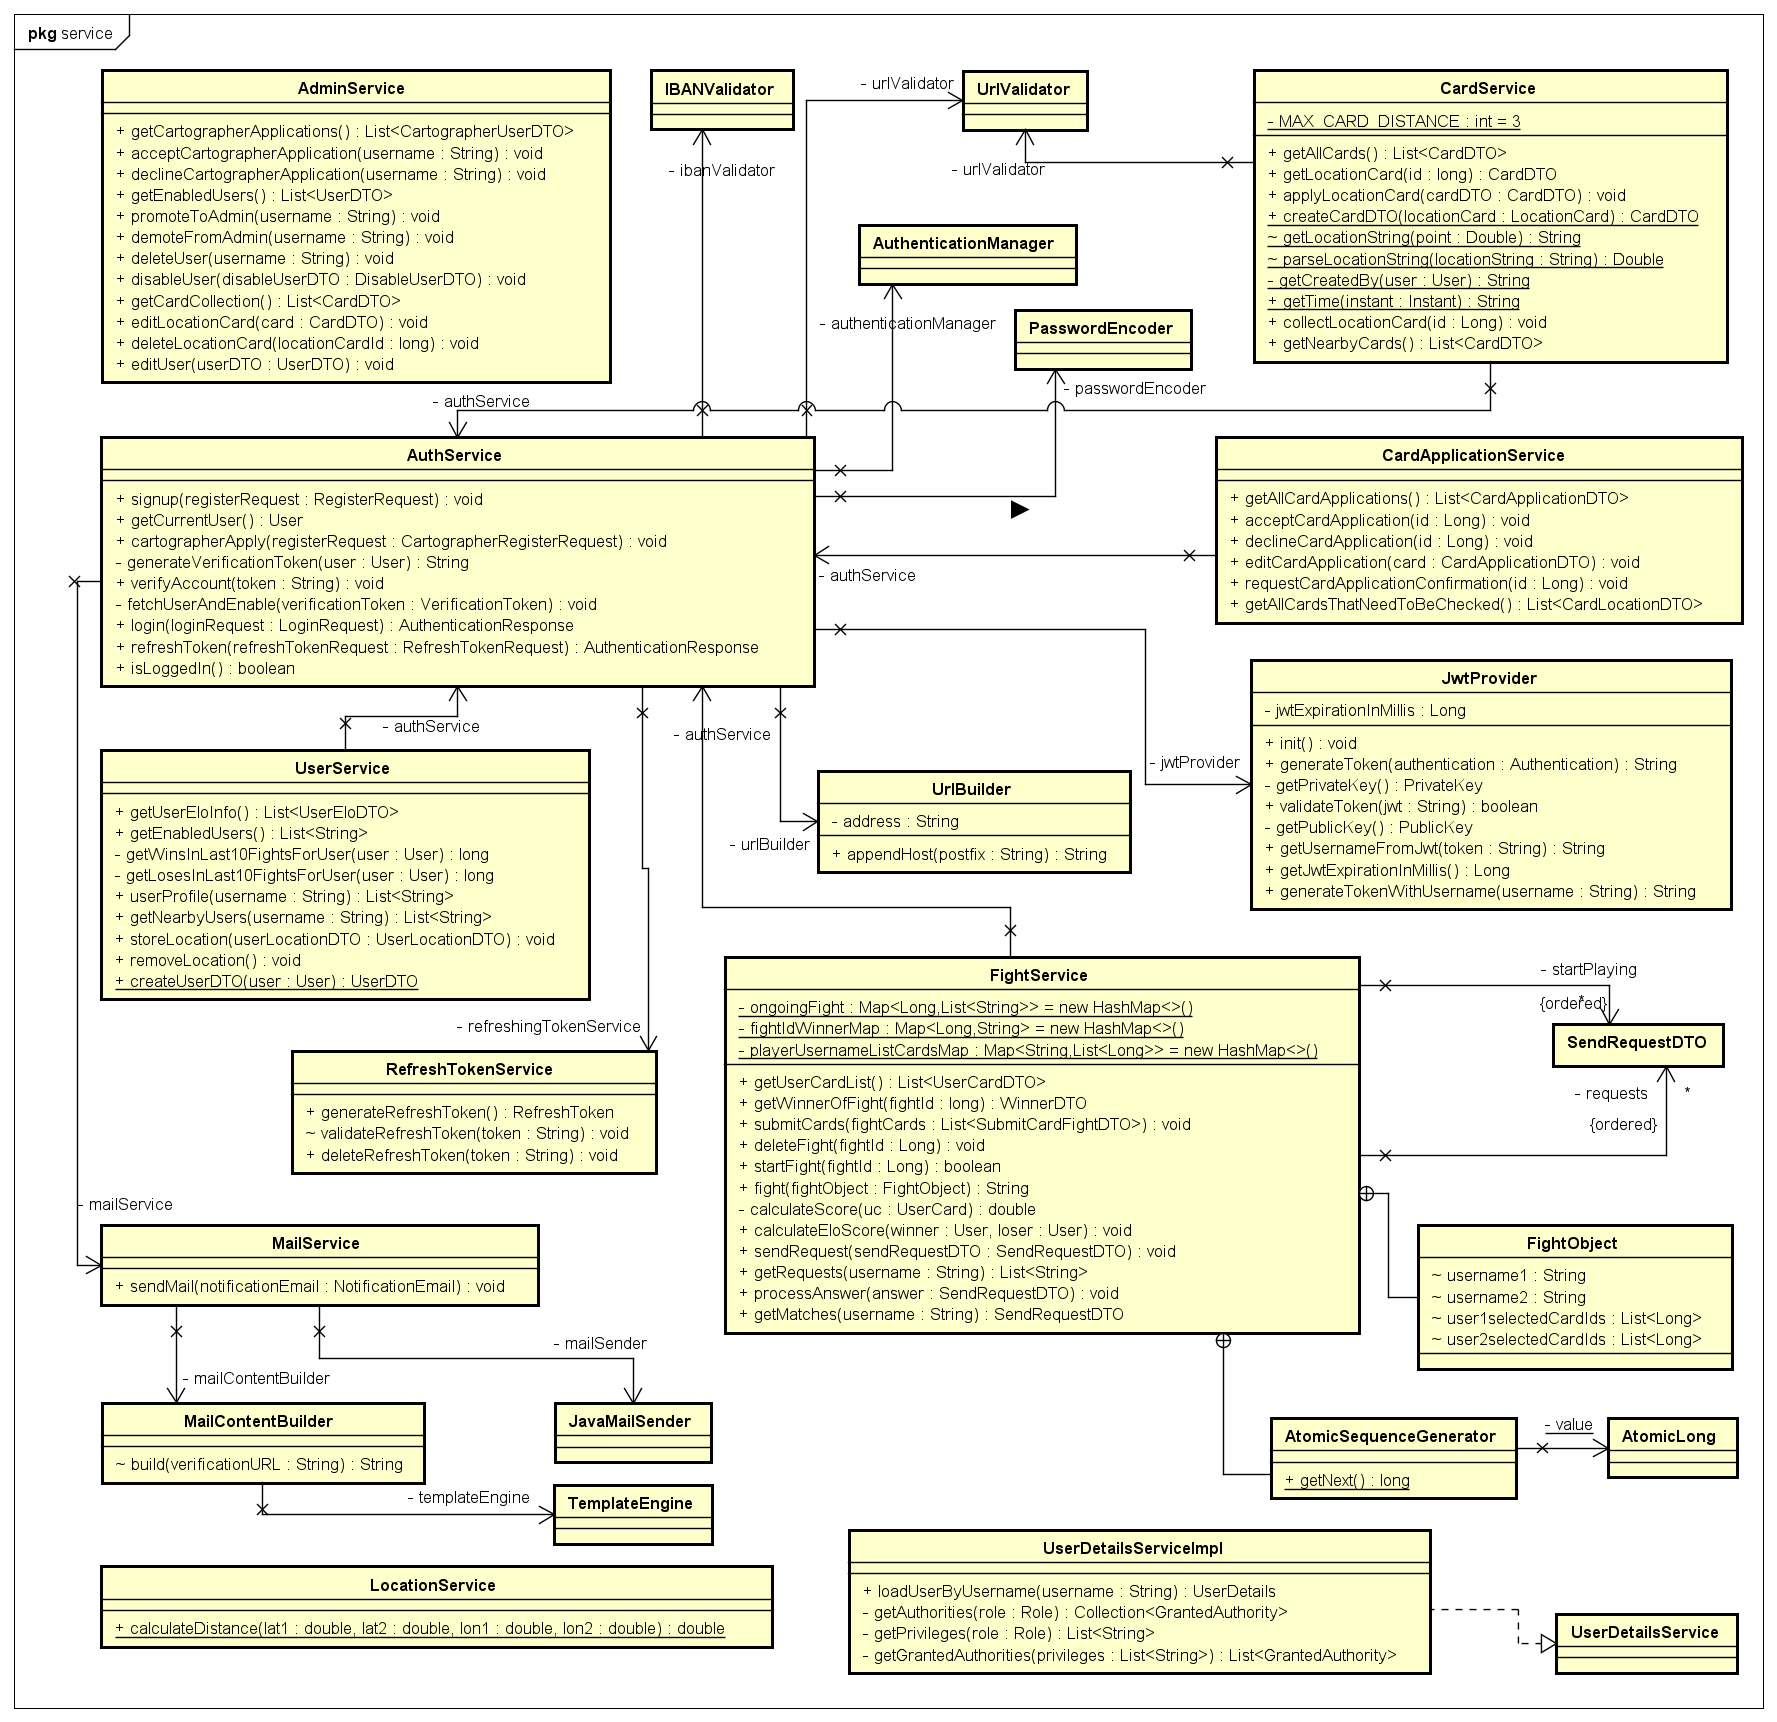 pkg service
AdminService
+ getCartographerApplications() : List<CartographerUserDTO>
+ acceptCartographerApplication(username : String) : void
+ declineCartographerApplication(username : String) : void
+ getEnabledUsers() : List<UserDTO>
+ promoteToAdmin(username : String) : void
+ demoteFromAdmin(username : String) : void
+ deleteUser(username : String) : void
+ disableUser(disableUserDTO : DisableUserDTO) : void
+ getCardCollection() : List<CardDTO>
+ editLocationCard(card : CardDTO) : void
+ deleteLocationCard(locationCardId : long) : void
+ editUser(userDTO : UserDTO) : void
IBANValidator
- ibanValidator
- urlValidator
UrlValidator
- urlValidator
CardService
- MAX_CARD_DISTANCE : int = 3
+ getAllCards() : List<CardDTO>
+ getLocationCard(id : long) : CardDTO
+ applyLocationCard(cardDTO : CardDTO) : void
+ createCardDTO(locationCard : LocationCard) : CardDTO
~ getLocationString(point : Double) : String
~ parseLocationString(locationString : String) : Double
- getCreatedBy(user : User) : String
+ getTime(instant : Instant) : String
+ collectLocationCard(id : Long) : void
+ getNearbyCards() : List<CardDTO>
AuthenticationManager
- authenticationManager
PasswordEncoder
- passwordEncoder
- authService
AuthService
+ signup(registerRequest : RegisterRequest) : void
+ getCurrentUser() : User
+ cartographerApply(registerRequest : CartographerRegisterRequest) : void
- generateVerificationToken(user : User) : String
+ verifyAccount(token : String) : void
- fetchUserAndEnable(verificationToken : VerificationToken) : void
+ login(loginRequest : LoginRequest) : AuthenticationResponse
+ refreshToken(refreshTokenRequest : RefreshTokenRequest) : AuthenticationResponse
+ isLoggedIn() : boolean
CardApplicationService
+ getAllCardApplications() : List<CardApplicationDTO>
+ acceptCardApplication(id : Long) : void
+ declineCardApplication(id : Long) : void
+ editCardApplication(card : CardApplicationDTO) : void
+ requestCardApplicationConfirmation(id : Long) : void
+ getAllCardsThatNeedToBeChecked() : List<CardLocationDTO>
- authService
JwtProvider
- jwtExpirationInMillis : Long
+ init() : void
+ generateToken(authentication : Authentication) : String
- getPrivateKey() : PrivateKey
+ validateToken(jwt : String) : boolean
- getPublicKey() : PublicKey
+ getUsernameFromJwt(token : String) : String
+ getJwtExpirationInMillis() : Long
+ generateTokenWithUsername(username : String) : String
- jwtProvider
- authService
- authService
UserService
+ getUserEloInfo() : List<UserEloDTO>
+ getEnabledUsers() : List<String>
- getWinsInLast10FightsForUser(user : User) : long
- getLosesInLast10FightsForUser(user : User) : long
+ userProfile(username : String) : List<String>
+ getNearbyUsers(username : String) : List<String>
+ storeLocation(userLocationDTO : UserLocationDTO) : void
+ removeLocation() : void
+ createUserDTO(user : User) : UserDTO
UrlBuilder
- address : String
+ appendHost(postfix : String) : String
- urlBuilder
- refreshingTokenService
RefreshTokenService
+ generateRefreshToken() : RefreshToken
~ validateRefreshToken(token : String) : void
+ deleteRefreshToken(token : String) : void
FightService
- ongoingFight : Map<Long,List<String>> = new HashMap<>()
- fightIdWinnerMap : Map<Long,String> = new HashMap<>()
- playerUsernameListCardsMap : Map<String,List<Long>> = new HashMap<>()
+ getUserCardList() : List<UserCardDTO>
+ getWinnerOfFight(fightId : long) : WinnerDTO
+ submitCards(fightCards : List<SubmitCardFightDTO>) : void
+ deleteFight(fightId : Long) : void
+ startFight(fightId : Long) : boolean
+ fight(fightObject : FightObject) : String
- calculateScore(uc : UserCard) : double
+ calculateEloScore(winner : User, loser : User) : void
+ sendRequest(sendRequestDTO : SendRequestDTO) : void
+ getRequests(username : String) : List<String>
+ processAnswer(answer : SendRequestDTO) : void
+ getMatches(username : String) : SendRequestDTO
- startPlaying
{ordered}
*
SendRequestDTO
- requests
*
{ordered}
FightObject
~ username1 : String
~ username2 : String
~ user1selectedCardIds : List<Long>
~ user2selectedCardIds : List<Long>
- mailService
MailService
+ sendMail(notificationEmail : NotificationEmail) : void
- mailSender
- mailContentBuilder
MailContentBuilder
~ build(verificationURL : String) : String
JavaMailSender
- templateEngine
TemplateEngine
AtomicSequenceGenerator
+ getNext() : long
- value
AtomicLong
LocationService
+ calculateDistance(lat1 : double, lat2 : double, lon1 : double, lon2 : double) : double
UserDetailsServiceImpl
+ loadUserByUsername(username : String) : UserDetails
- getAuthorities(role : Role) : Collection<GrantedAuthority>
- getPrivileges(role : Role) : List<String>
- getGrantedAuthorities(privileges : List<String>) : List<GrantedAuthority>
UserDetailsService